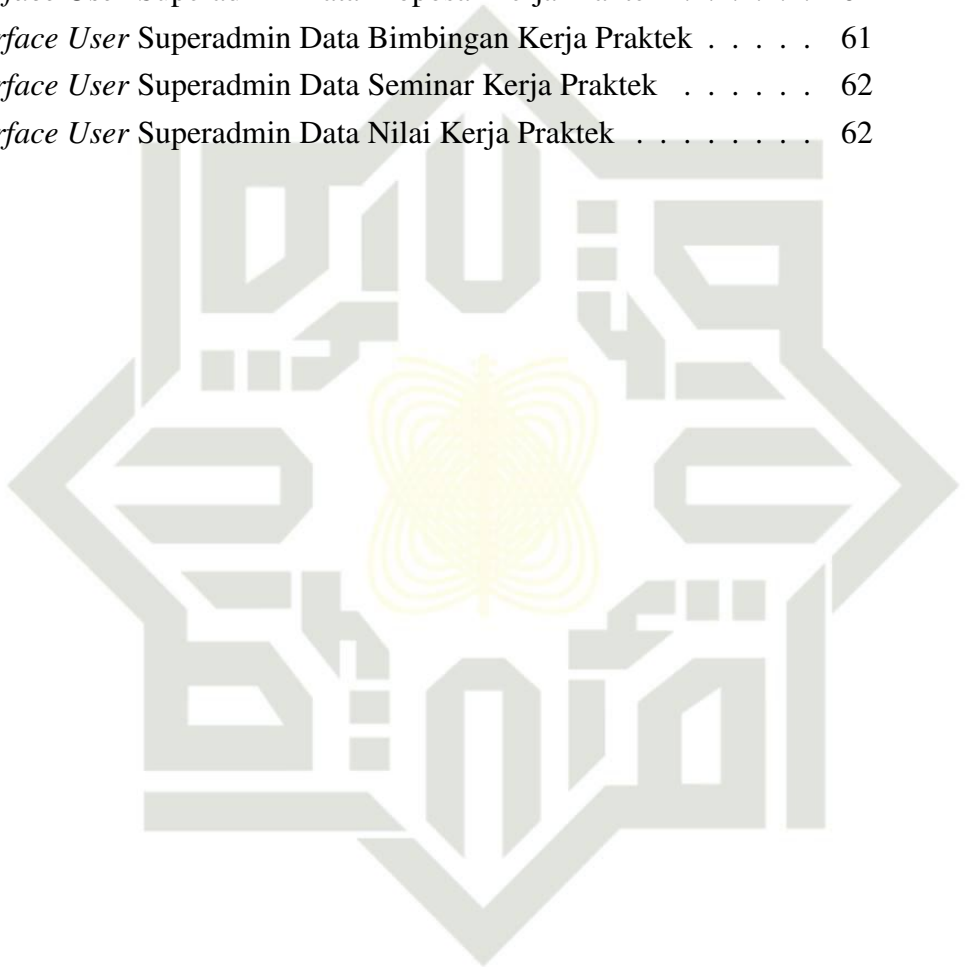 rface User Superadmin Data Bimbingan Kerja Praktek . . . . . 61
rface User Superadmin Data Seminar Kerja Praktek . . . . . . 62
rface User Superadmin Data Nilai Kerja Praktek . . . . . . . . 62